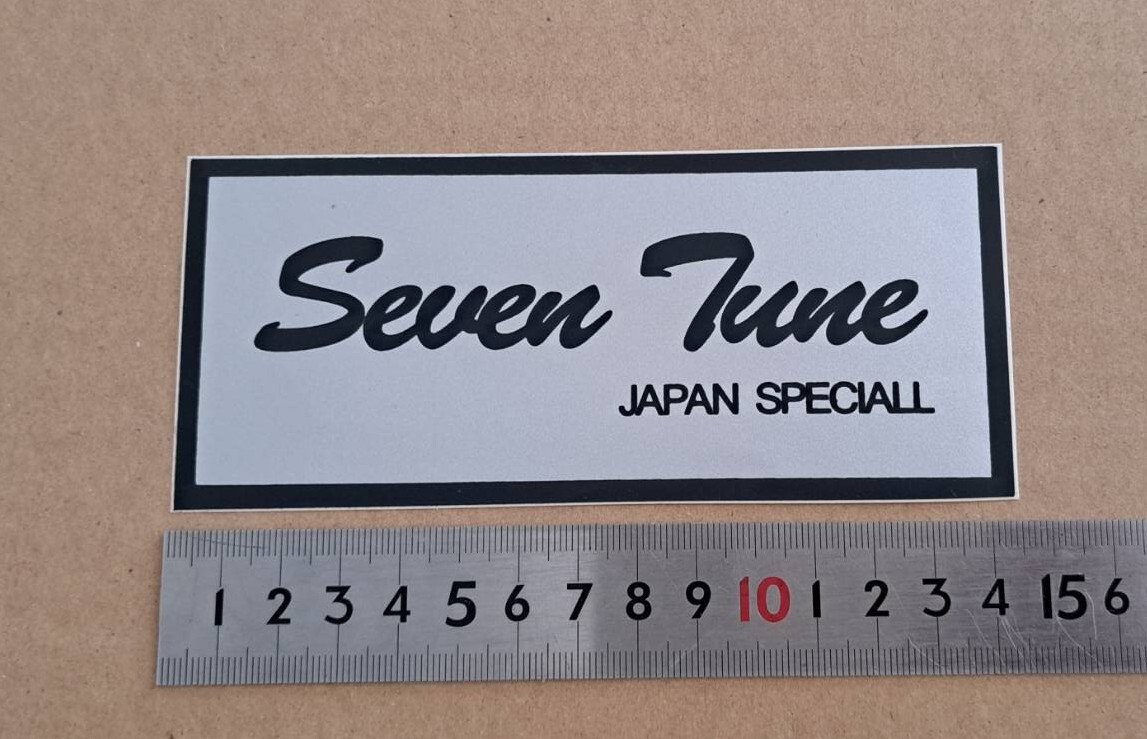 Seven Tune
JAPAN SPECIALL
1 2 3 4 5 6 7 8 9 10 1 2 3 4 15 6